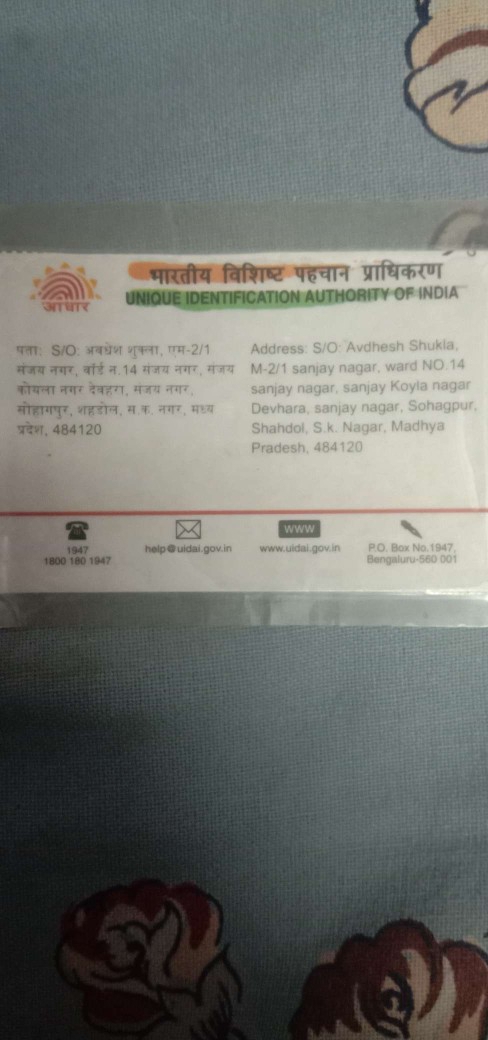 भारतीय विशिष्ट पहचान प्राधिकरण
UNIQUE IDENTIFICATION AUTHORITY OF INDIA
आधार
पता: S/O: अवधेश शुक्ला, एम-2/1
संजय नगर, वॉर्ड न.14 संजय नगर, संजय
कोयला नगर देवहरा, संजय नगर,
सोहागपुर, शहडोल, स.क. नगर, मध्य
प्रदेश, 484120
Address: S/O: Avdhesh Shukla,
M-2/1 sanjay nagar, ward NO.14
sanjay nagar, sanjay Koyla nagar
Devhara, sanjay nagar, Sohagpur,
Shahdol, S.k. Nagar, Madhya
Pradesh, 484120
1947
1800 180 1947
help@uidai.gov.in
WWW
www.uidai.gov.in
P.O. Box No.1947,
Bengaluru-560 001